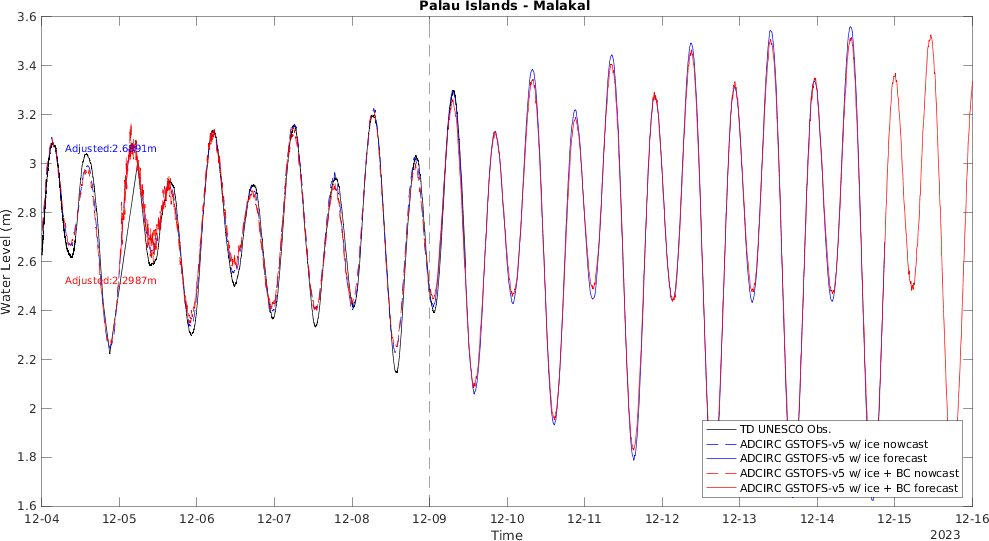 Palau Islands - Malakal
3.6
3.4
3.2
3
2.8
2.6
2.4
2.2
2
1.8
1.6
Water Level (m)
Adjusted:2.6891m
Adjusted:2.2987m
TD UNESCO Obs.
ADCIRC GSTOFS-v5 w/ ice nowcast
ADCIRC GSTOFS-v5 w/ ice forecast
ADCIRC GSTOFS-v5 w/ ice + BC nowcast
ADCIRC GSTOFS-v5 w/ ice + BC forecast
12-04 12-05 12-06 12-07 12-08 12-09 12-10 12-11 12-12 12-13 12-14 12-15 12-16
Time
2023